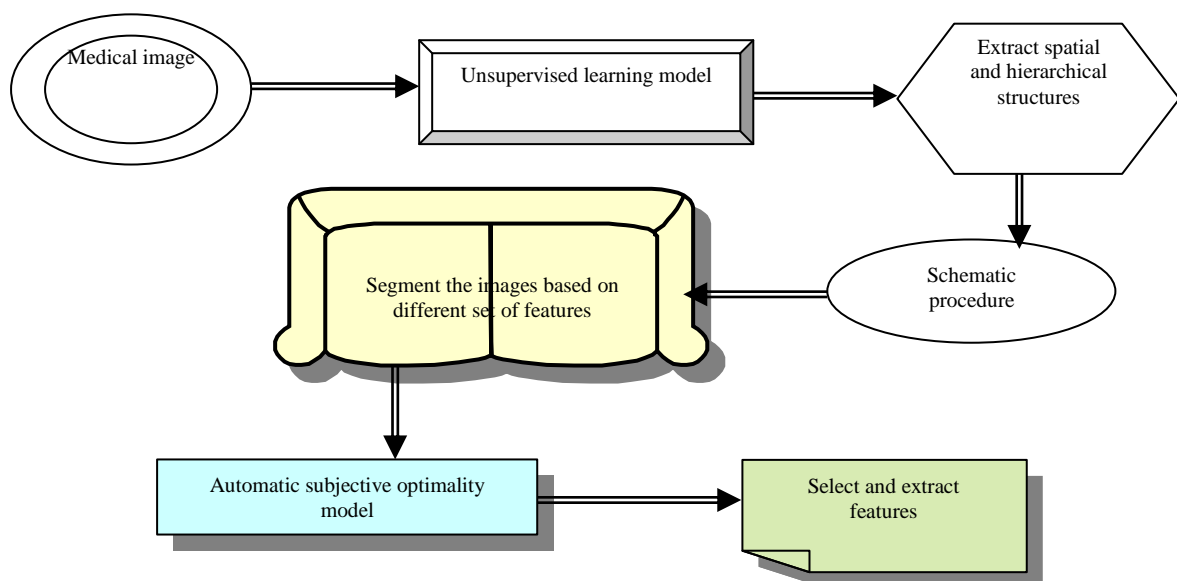 Medical image
Unsupervised learning model
Extract spatial
and hierarchical
structures
Schematic
procedure
Segment the images based on
different set of features
Automatic subjective optimality
model
Select and extract
features